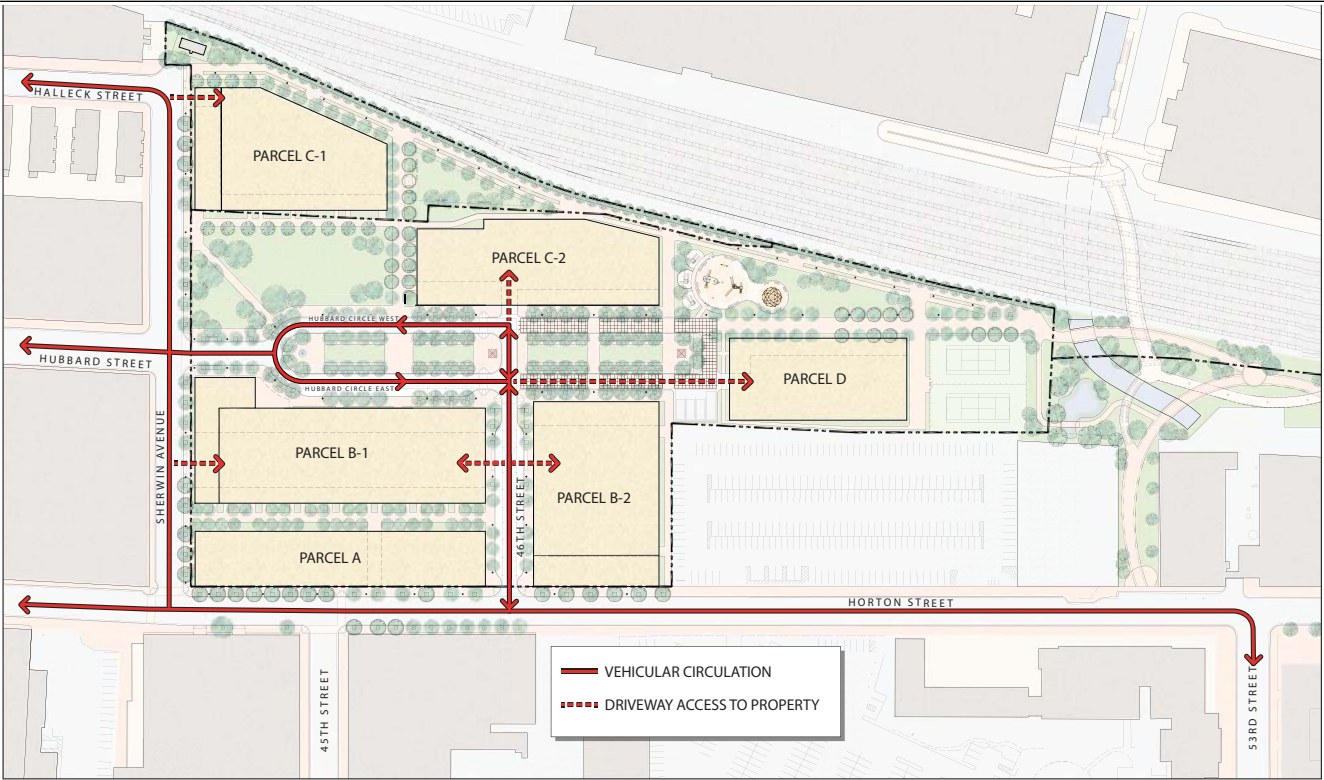 HALLECK STREET
PARCEL C-1
PARCEL C-2
HUBBARD CIRCLE WEST
HUBBARD STREET
HUBBARD CIRCLE EAST
PARCEL D
SHERWIN AVENUE
PARCEL B-1
PARCEL B-2
46TH STREET
PARCEL A
HORTON STREET
45TH STREET
VEHICULAR CIRCULATION
DRIVEWAY ACCESS TO PROPERTY
53RD STREET